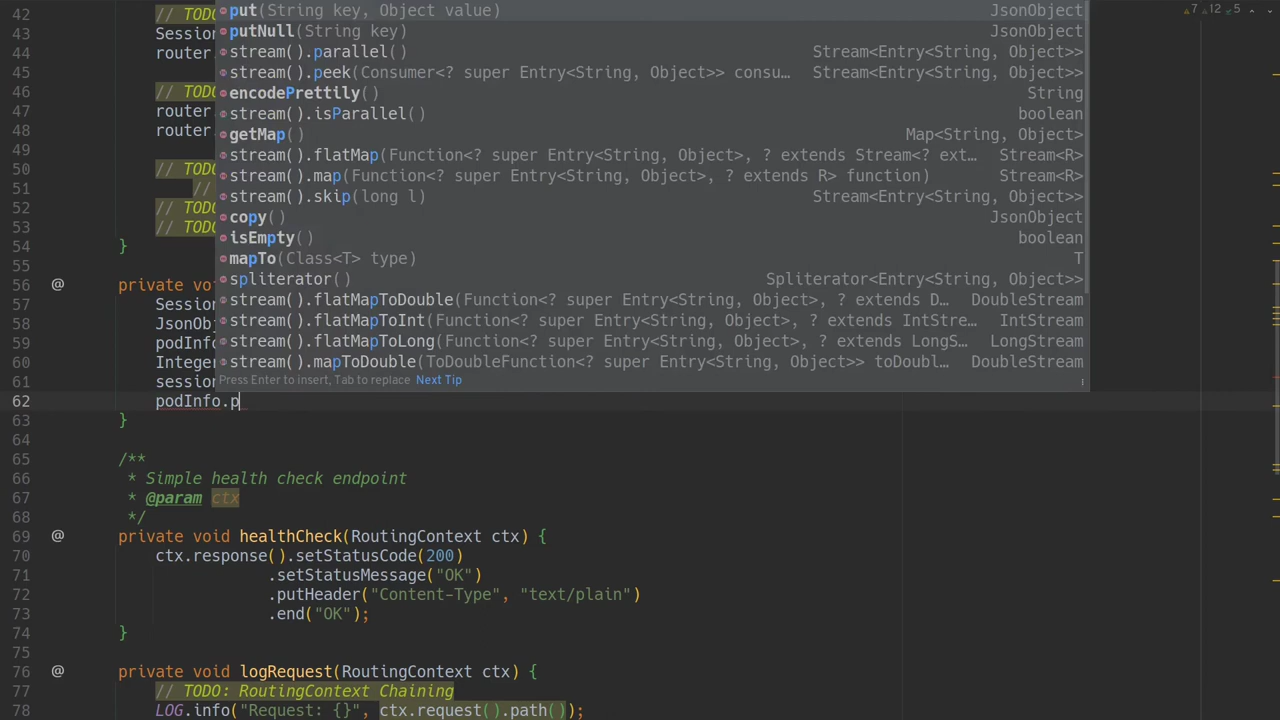 42 // TODO put(String key, Object value) JsonObject 7 12 5
43 Session putNull(String key) JsonObject
44 router. stream().parallel() Stream<Entry<String, Object>>
45 stream().peek(Consumer<? super Entry<String, Object>> consu… Stream<Entry<String, Object>>
46 // TODO encodePrettily() String
47 router. stream().isParallel() boolean
48 router. getMap() Map<String, Object>
49 stream().flatMap(Function<? super Entry<String, Object>, ? extends Stream<? ext… Stream<R>
50 // TODO stream().map(Function<? super Entry<String, Object>, ? extends R> function) Stream<R>
51 // stream().skip(long l) Stream<Entry<String, Object>>
52 // TODO copy() JsonObject
53 // TODO isEmpty() boolean
54 } mapTo(Class<T> type) T
55 spliterator() Spliterator<Entry<String, Object>>
56 @ private vo stream().flatMapToDouble(Function<? super Entry<String, Object>, ? extends D… DoubleStream
57 Session stream().flatMapToInt(Function<? super Entry<String, Object>, ? extends IntStre… IntStream
58 JsonObj stream().flatMapToLong(Function<? super Entry<String, Object>, ? extends LongS… LongStream
59 podInfo stream().mapToDouble(ToDoubleFunction<? super Entry<String, Object>> toDoubl… DoubleStream
60 Integer
61 session Press Enter to insert, Tab to replace Next Tip
62 podInfo.p
63 }
64
65 /**
66 * Simple health check endpoint
67 * @param ctx
68 */
69 @ private void healthCheck(RoutingContext ctx) {
70 ctx.response().setStatusCode(200)
71 .setStatusMessage("OK")
72 .putHeader("Content-Type", "text/plain")
73 .end("OK");
74 }
75
76 @ private void logRequest(RoutingContext ctx) {
77 // TODO: RoutingContext Chaining
78 LOG.info("Request: {}", ctx.request().path());